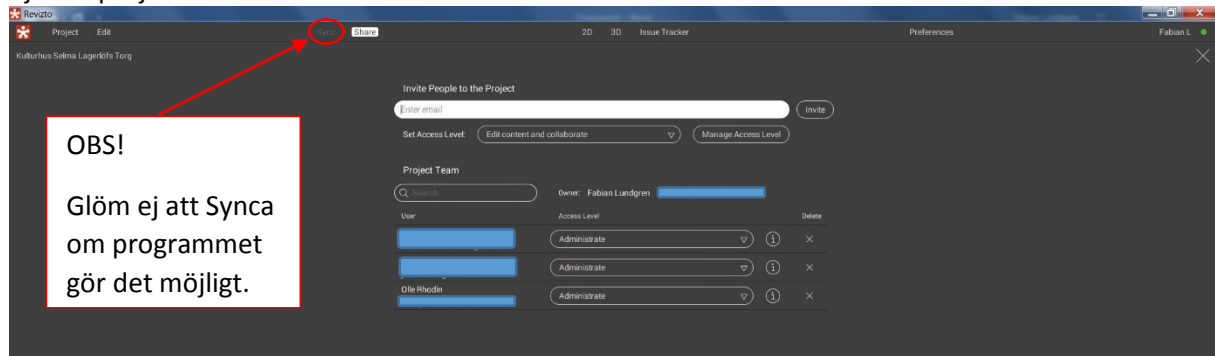 Revizto
Project Edit Sync Share 2D 3D Issue Tracker Preferences Fabian L
Kulturhus Selma Lagerlöfs Torg
Invite People to the Project
Enter email Invite
Set Access Level: Edit content and collaborate Manage Access Level
OBS!
Glöm ej att Synca
om programmet
gör det möjligt.
Project Team
Search... Owner: Fabian Lundgren
User Access Level Delete
Administrate
Administrate
Olle Rhodin
Administrate